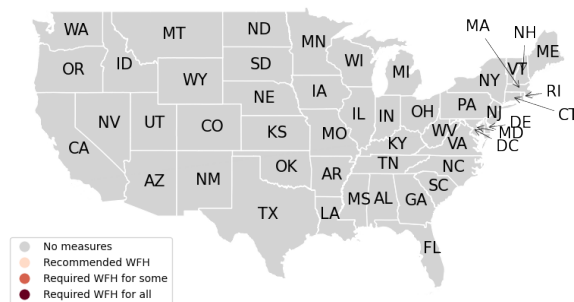 MA
NH
WA
MT
ND
MN
ME
VT
OR
ID
SD
WI
NY
WY
MI
RI
IA
NE
PA
CT
NV
UT
CO
IL
IN
OH
NJ
DE
KS
MO
WV
MD
CA
KY
VA
DC
OK
TN
NC
AZ
NM
AR
SC
TX
MS
AL
GA
LA
FL
No measures
Recommended WFH
Required WFH for some
Required WFH for all